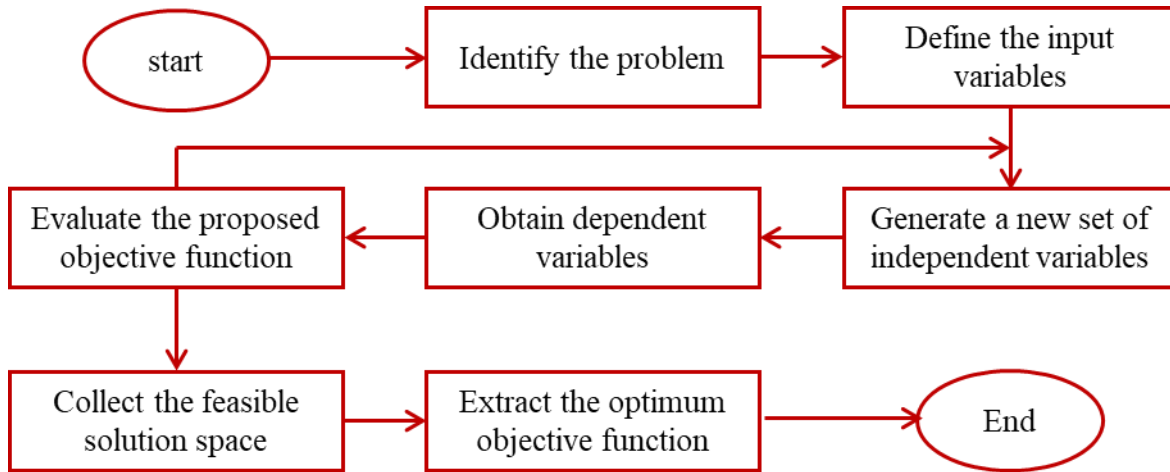 start
Identify the problem
Define the input
variables
Evaluate the proposed
objective function
Obtain dependent
variables
Generate a new set of
independent variables
Collect the feasible
solution space
Extract the optimum
objective function
End